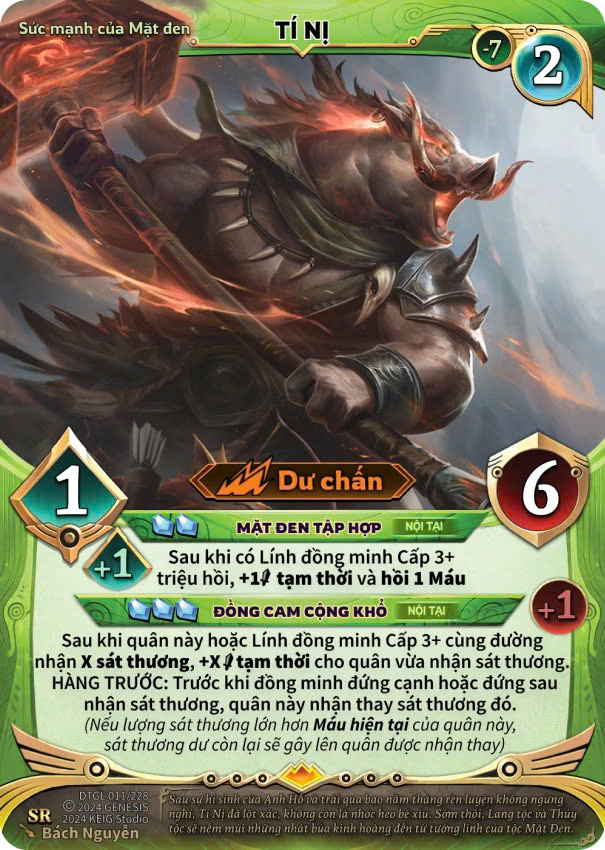 Sức mạnh của Mặt đen
TÍ NỊ
-7
2
Dư chấn
1
6
MẶT ĐEN TẬP HỢP NỘI TẠI
+1
Sau khi có Lính đồng minh Cấp 3+
triệu hồi, +1 tạm thời và hồi 1 Máu
ĐỒNG CAM CỘNG KHỔ NỘI TẠI
+1
Sau khi quân này hoặc Lính đồng minh Cấp 3+ cùng đường
nhận X sát thương, +X tạm thời cho quân vừa nhận sát thương.
HÀNG TRƯỚC: Trước khi đồng minh đứng cạnh hoặc đứng sau
nhận sát thương, quân này nhận thay sát thương đó.
(Nếu lượng sát thương lớn hơn Máu hiện tại của quân này,
sát thương dư còn lại sẽ gây lên quân được nhận thay)
DTGL 011/228
© 2024 GENESIS
© 2024 KEIG Studio
SR
Bách Nguyễn
Sau sự hi sinh của Anh Hổ và trải qua bao năm tháng rèn luyện không ngưng
nghỉ, Tí Nị đã lột xác, không còn là nhóc heo bé xíu. Sớm thôi, Lang tộc và Thủy
tộc sẽ nếm mùi những nhát búa kinh hoàng đến từ tướng lĩnh của tộc Mặt Đen.